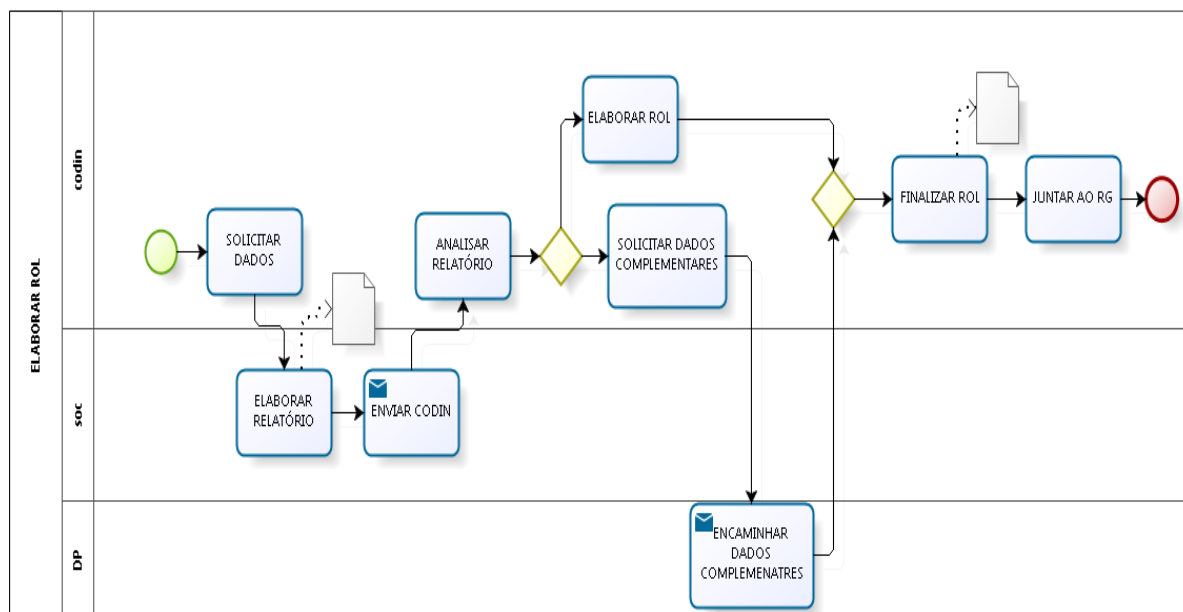 ELABORAR ROL
codin
SOLICITAR
DADOS
ANALISAR
RELATÓRIO
ELABORAR ROL
SOLICITAR DADOS
COMPLEMENTARES
FINALIZAR ROL
JUNTAR AO RG
soc
ELABORAR
RELATÓRIO
ENVIAR CODIN
DP
ENCAMINHAR
DADOS
COMPLEMENATRES